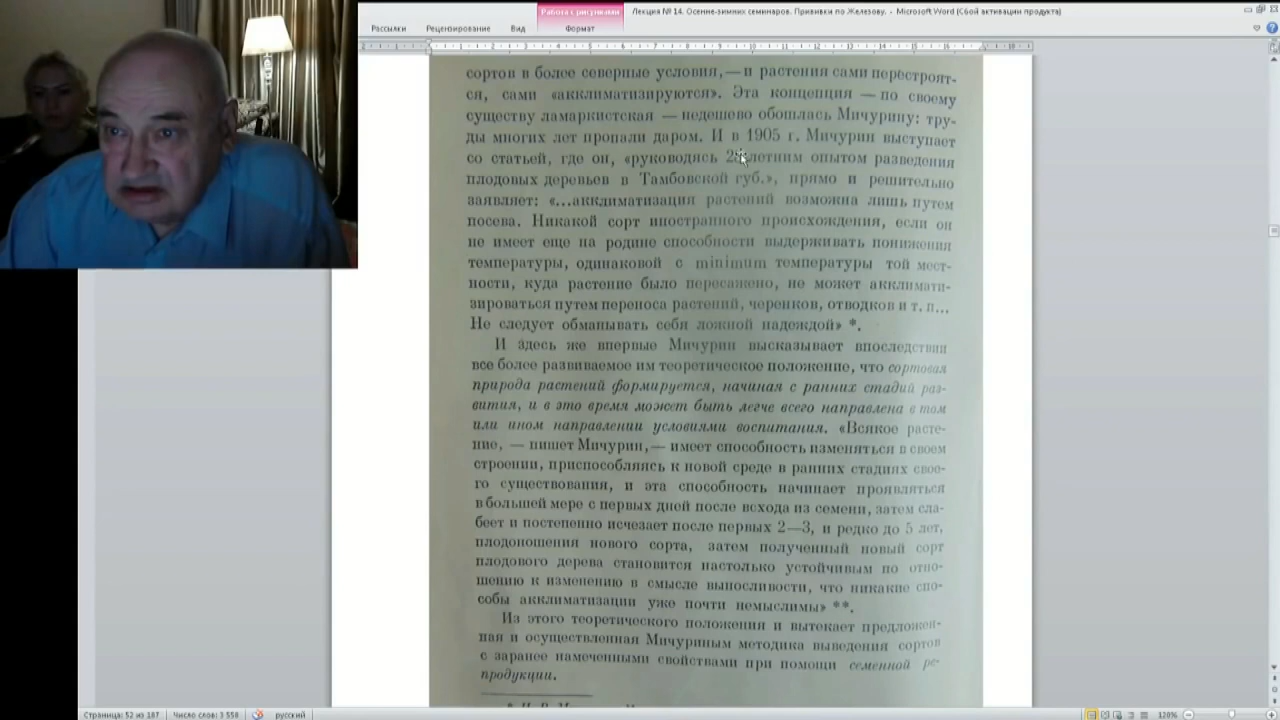 Работа с рисунками
Лекция № 14. Осенне-зимних семинаров. Прививки по Железову. - Microsoft Word (Сбой активации продукта)
Рассылки Рецензирование Вид Формат
сортов в более северные условия,—и растения сами перестроят-
ся, сами «акклиматизируются». Эта концепция — по своему
существу ламаркистская — недешево обошлась Мичурину: тру-
ды многих лет пропали даром. И в 1905 г. Мичурин выступает
со статьей, где он, «руководясь летним опытом разведения
плодовых деревьев в Тамбовской губ.», прямо и решительно
заявляет: «...акклиматизация растений возможна лишь путем
посева. Никакой сорт иностранного происхождения, если он
не имеет еще на родине способности выдерживать понижения
температуры, одинаковой с minimum температуры той мест-
ности, куда растение было пересажено, не может акклимати-
зироваться путем переноса растений, черенков, отводков и т. п...
Не следует обманывать себя ложной надеждой» *.
И здесь же впервые Мичурин высказывает впоследствии
все более развиваемое им теоретическое положение, что сортовая
природа растений формируется, начиная с ранних стадий раз-
вития, и в это время может быть легче всего направлена в том
или ином направлении условиями воспитания. «Всякое расте-
ние, — пишет Мичурин,— имеет способность изменяться в своем
строении, приспособляясь к новой среде в ранних стадиях свое-
го существования, и эта способность начинает проявляться
в большей мере с первых дней после всхода из семени, затем сла-
беет и постепенно исчезает после первых 2—3, и редко до 5 лет,
плодоношения нового сорта, затем полученный новый сорт
плодового дерева становится настолько устойчивым по отно-
шению к изменению в смысле выносливости, что никакие спо-
собы акклиматизации уже почти немыслимы» **.
Из этого теоретического положения и вытекает предложен-
ная и осуществленная Мичуриным методика выведения сортов
с заранее намеченными свойствами при помощи семенной ре-
продукции.
Страница: 52 из 187 Число слов: 3 558 русский 120%